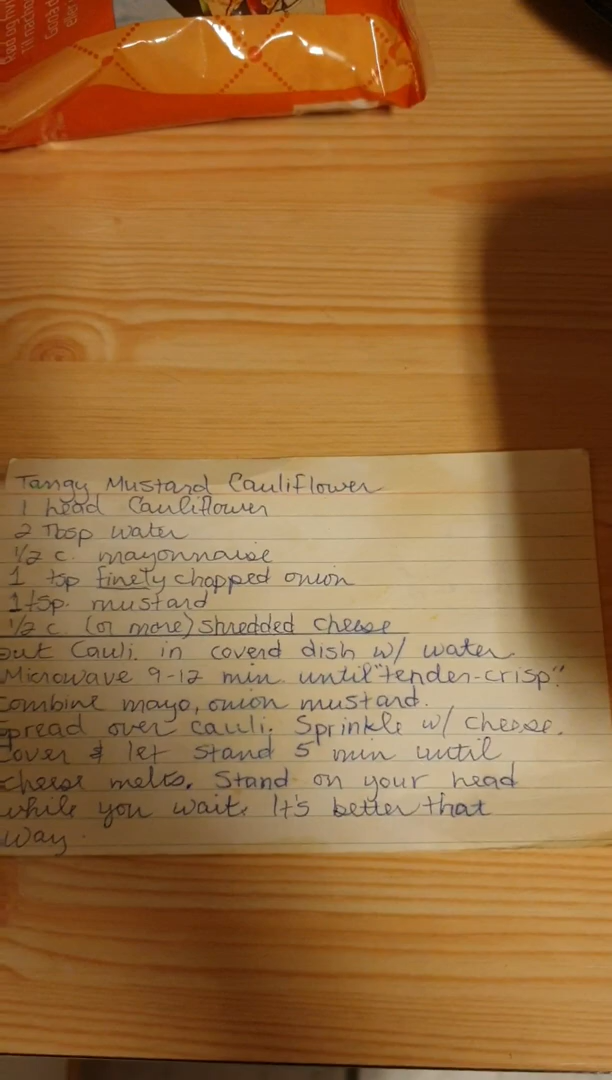 Tangy Mustard Cauliflower
1 head Cauliflower
2 Tbsp water
1/2 c. mayonnaise
1 tsp finely chopped onion
1 tsp. mustard
1/2 c (or more) shredded cheese
Put Cauli. in coverd dish w/ water.
Microwave 9-12 min. until "tender-crisp".
Combine mayo, onion mustard.
Spread over cauli. Sprinkle w/ cheese.
Cover & let stand 5 min until
cheese melts. Stand on your head
while you wait. It's better that
way.